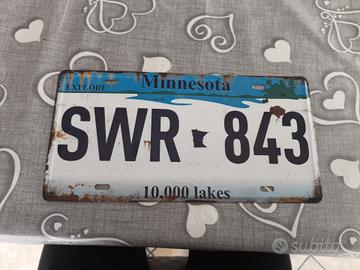 EXPLORE Minnesota
SWR 843
10,000 lakes
subito